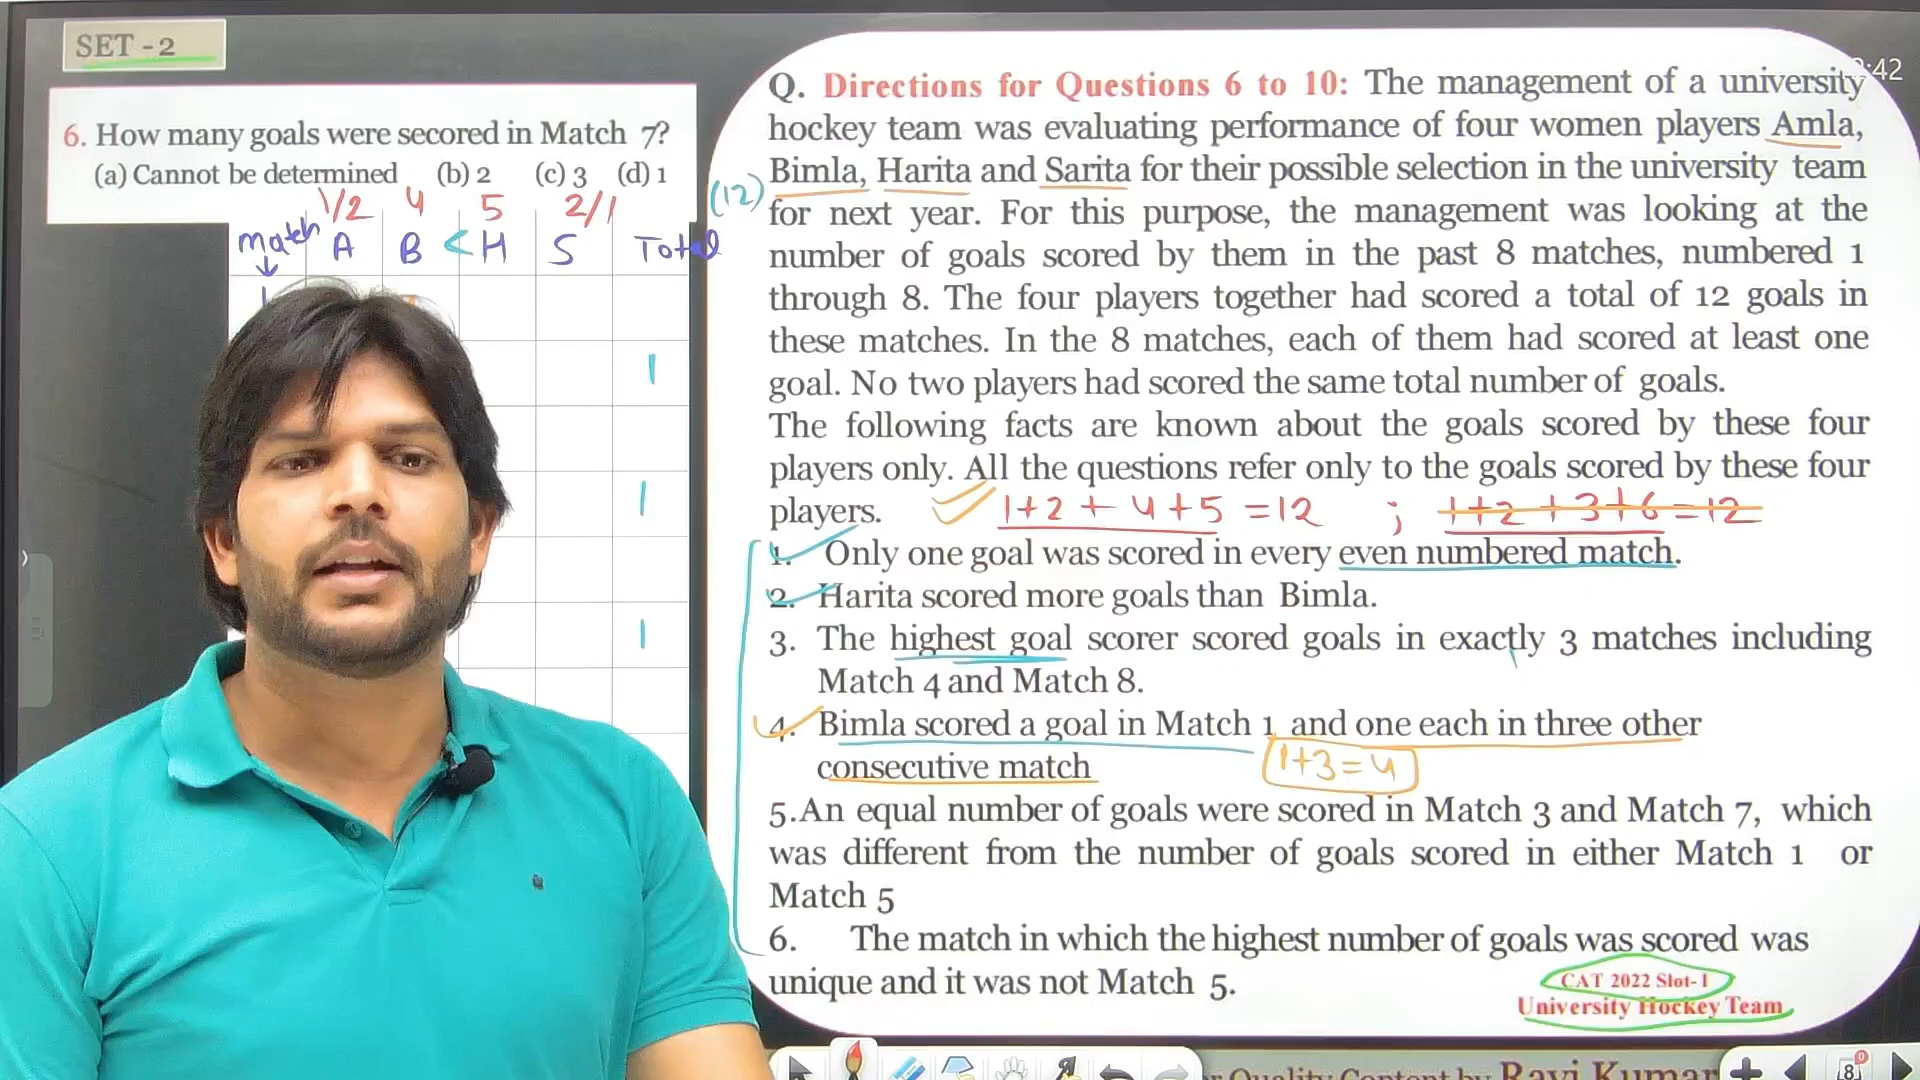 SET - 2
6. How many goals were secored in Match 7?
(a) Cannot be determined (b) 2 (c) 3 (d) 1
1/2 4 5 2/1 (12)
Match A B < H S Total
1
1
1
:42
Q. Directions for Questions 6 to 10: The management of a university
hockey team was evaluating performance of four women players Amla,
Bimla, Harita and Sarita for their possible selection in the university team
for next year. For this purpose, the management was looking at the
number of goals scored by them in the past 8 matches, numbered 1
through 8. The four players together had scored a total of 12 goals in
these matches. In the 8 matches, each of them had scored at least one
goal. No two players had scored the same total number of goals.
The following facts are known about the goals scored by these four
players only. All the questions refer only to the goals scored by these four
players. 1+2+4+5=12 ; 1+2+3+6=12
1. Only one goal was scored in every even numbered match.
2. Harita scored more goals than Bimla.
3. The highest goal scorer scored goals in exactly 3 matches including
Match 4 and Match 8.
4. Bimla scored a goal in Match 1 and one each in three other
consecutive match 1+3=4
5.An equal number of goals were scored in Match 3 and Match 7, which
was different from the number of goals scored in either Match 1 or
Match 5
6. The match in which the highest number of goals was scored was
unique and it was not Match 5.
CAT 2022 Slot- I
University Hockey Team
Quality Content by Ravi Kumar
8